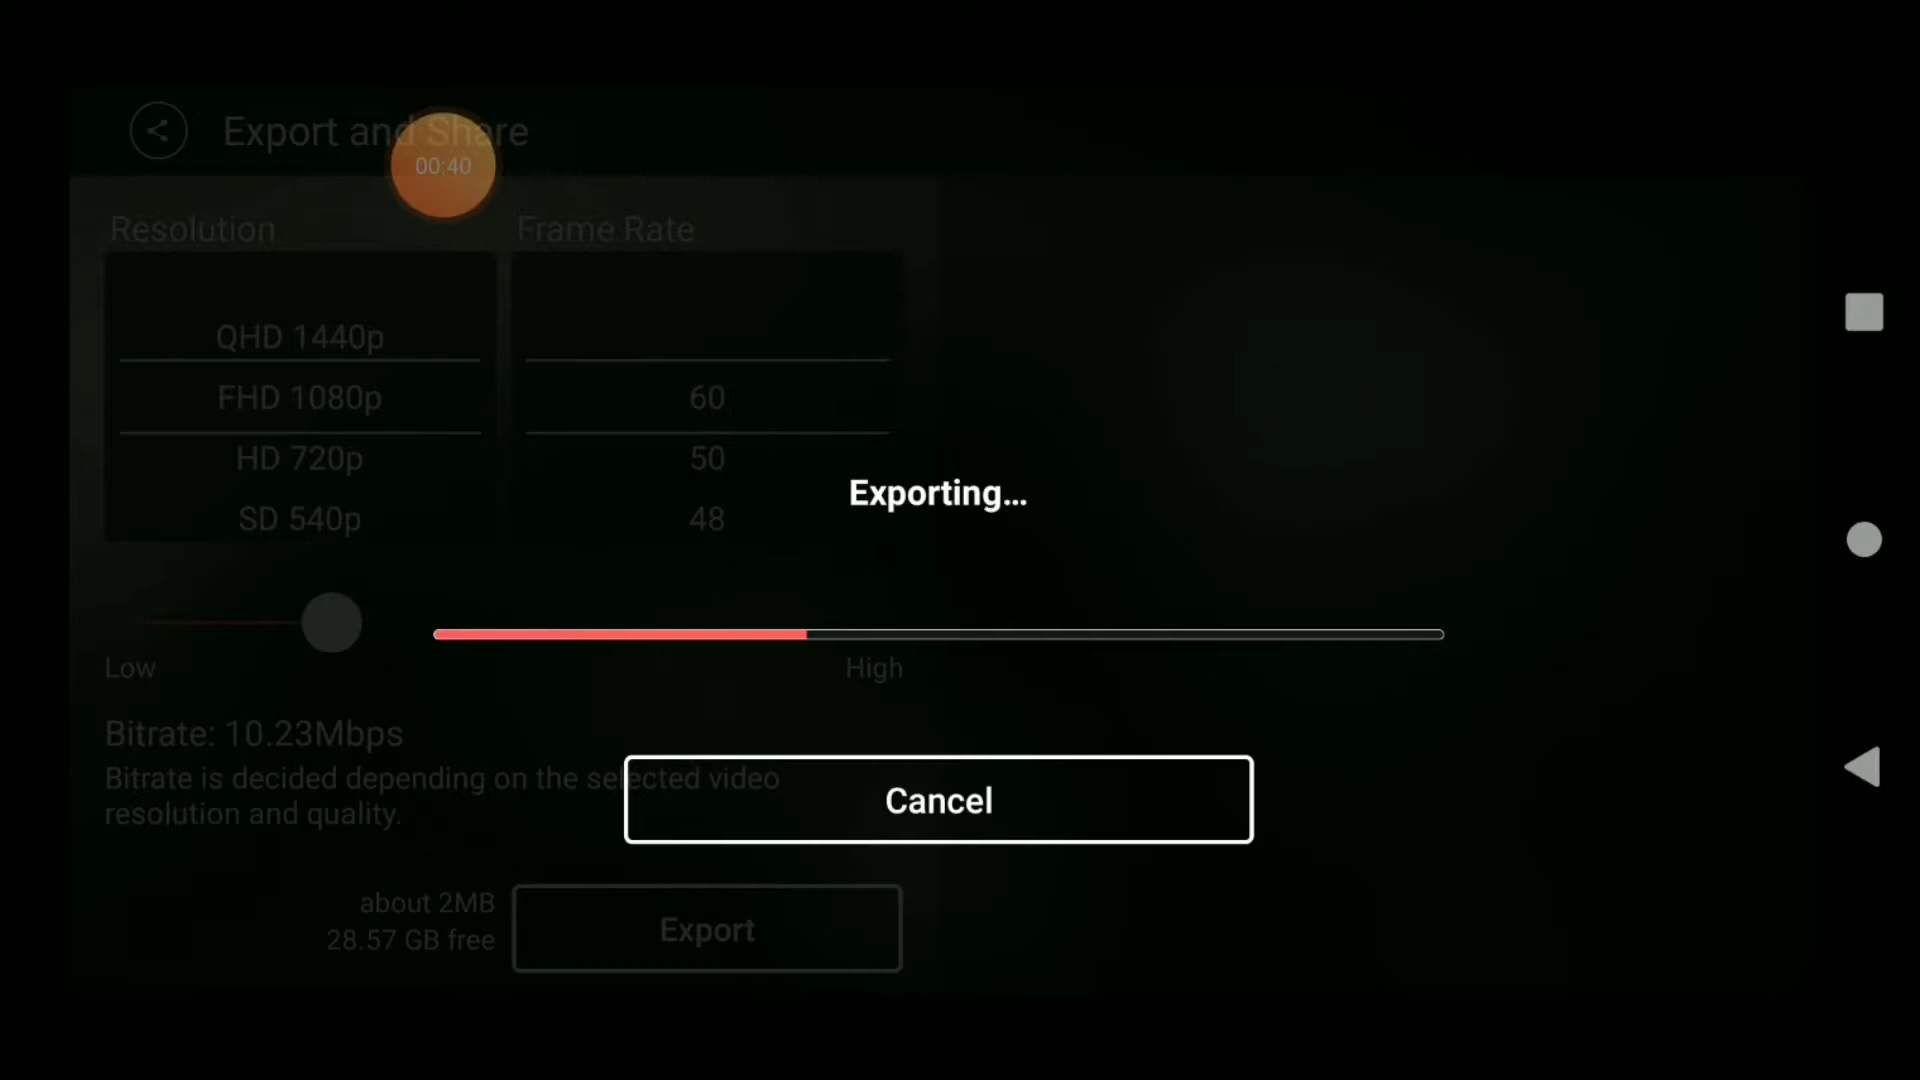 Export and Share
00:40
Resolution
Frame Rate
QHD 1440p
FHD 1080p
60
HD 720p
50
SD 540p
48
Exporting...
Low
High
Bitrate: 10.23Mbps
Bitrate is decided depending on the selected video
resolution and quality.
Cancel
about 2MB
28.57 GB free
Export